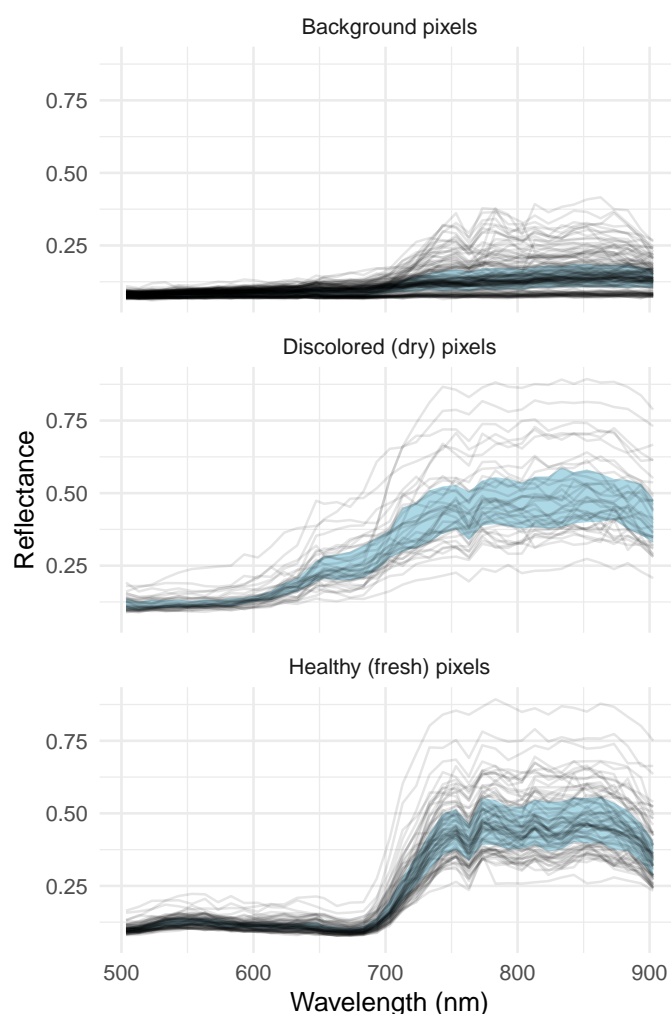 Background pixels
0.75
0.50
0.25
Discolored (dry) pixels
0.75
0.50
0.25
Reflectance
Healthy (fresh) pixels
0.75
0.50
0.25
500 600 700 800 900
Wavelength (nm)